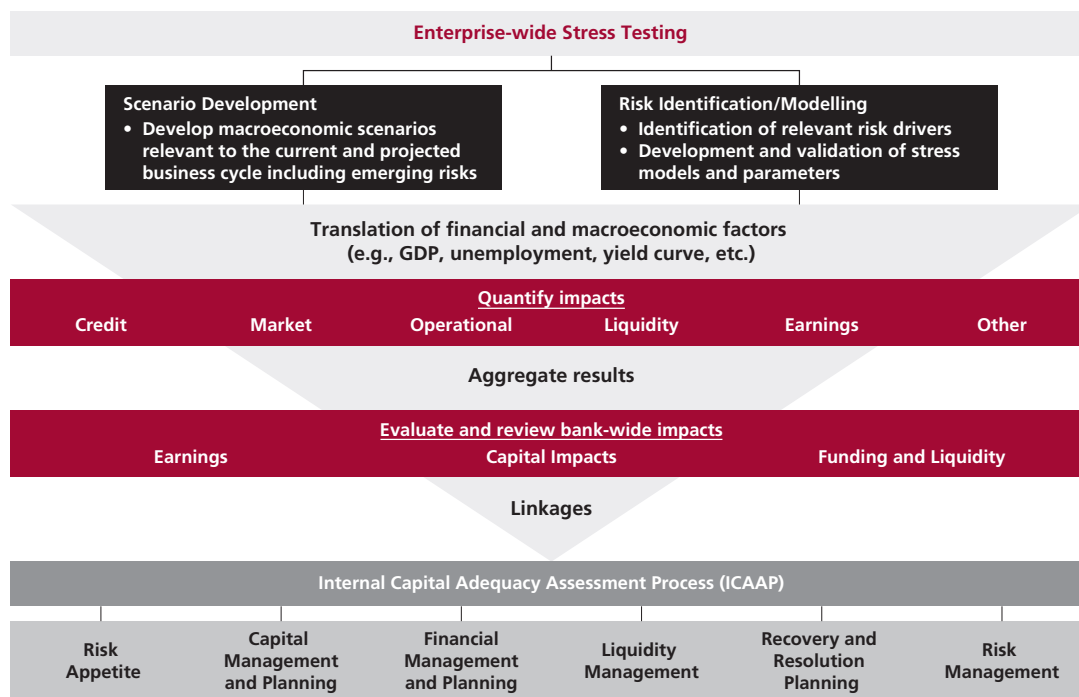 Enterprise-wide Stress Testing
Scenario Development
• Develop macroeconomic scenarios
relevant to the current and projected
business cycle including emerging risks
Risk Identification/Modelling
• Identification of relevant risk drivers
• Development and validation of stress
models and parameters
Translation of financial and macroeconomic factors
(e.g., GDP, unemployment, yield curve, etc.)
Quantify impacts
Credit Market Operational Liquidity Earnings Other
Aggregate results
Evaluate and review bank-wide impacts
Earnings Capital Impacts Funding and Liquidity
Linkages
Internal Capital Adequacy Assessment Process (ICAAP)
Risk
Appetite
Capital
Management
and Planning
Financial
Management
and Planning
Liquidity
Management
Recovery and
Resolution
Planning
Risk
Management